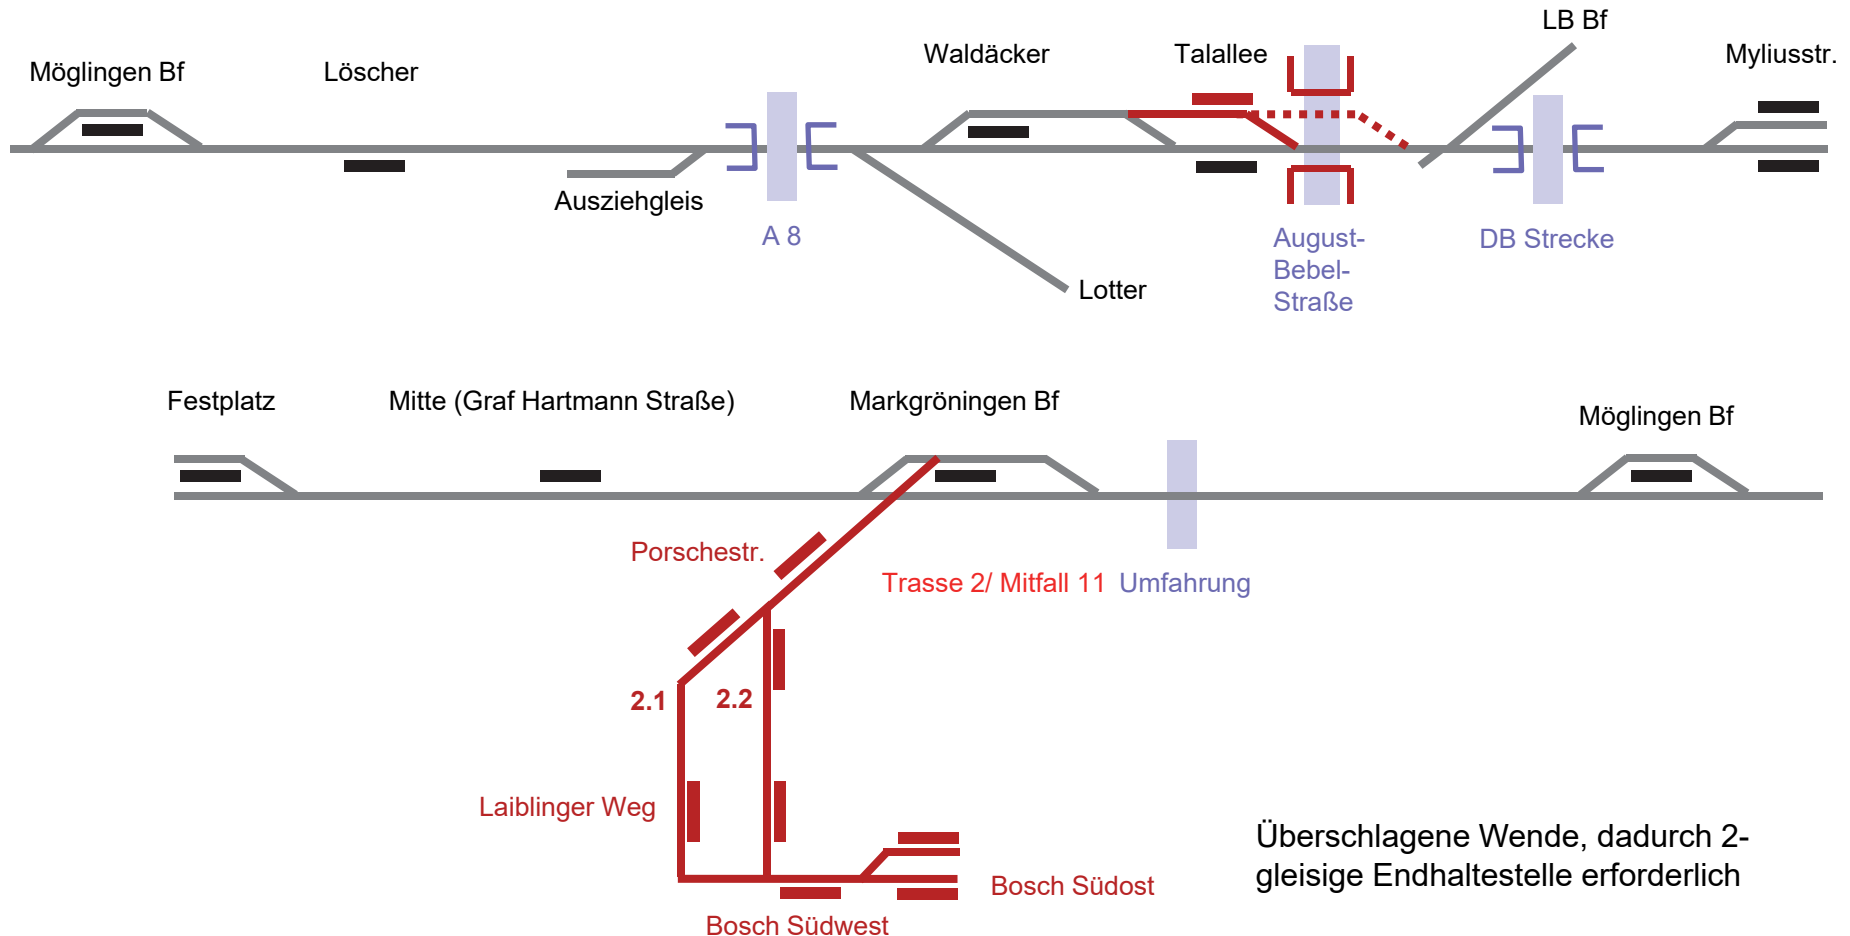 LB Bf
Möglingen Bf
Löscher
Waldäcker
Talallee
Myliusstr.
Ausziehgleis
A 8
August-
Bebel-
Straße
DB Strecke
Lotter
Festplatz
Mitte (Graf Hartmann Straße)
Markgröningen Bf
Möglingen Bf
Porschestr.
Trasse 2/ Mitfall 11
Umfahrung
2.1
2.2
Laiblinger Weg
Überschlagene Wende, dadurch 2-
gleisige Endhaltestelle erforderlich
Bosch Südost
Bosch Südwest